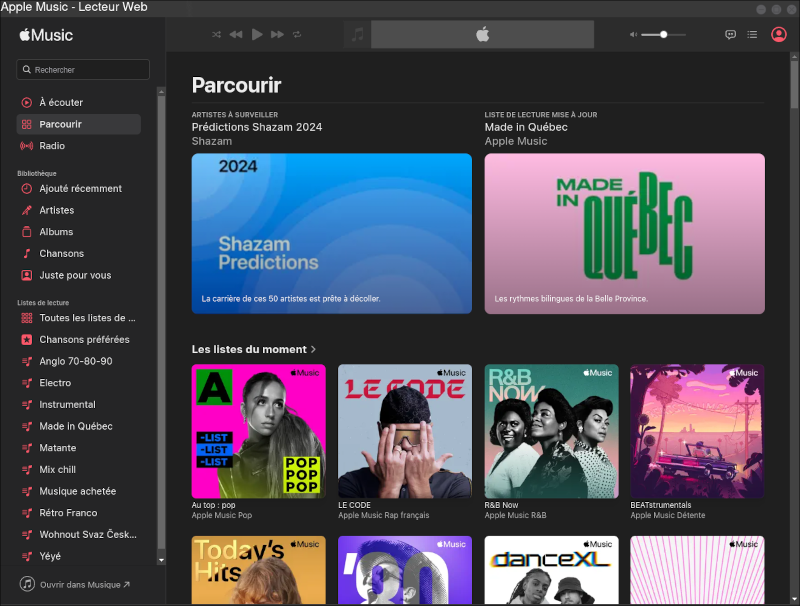 Apple Music - Lecteur Web
Music
Rechercher
À écouter
Parcourir
Radio
Bibliothèque
Ajouté récemment
Artistes
Albums
Chansons
Juste pour vous
Listes de lecture
Toutes les listes de ...
Chansons préférées
Anglo 70-80-90
Electro
Instrumental
Made in Québec
Matante
Mix chill
Musique achetée
Rétro Franco
Wohnout Svaz Česk...
Yéyé
Ouvrir dans Musique ↗
Parcourir
ARTISTES À SURVEILLER
Prédictions Shazam 2024
Shazam
2024
Shazam
Predictions
La carrière de ces 50 artistes est prête à décoller.
LISTE DE LECTURE MISE À JOUR
Made in Québec
Apple Music
MADE
IN
QUÉBEC
Les rythmes bilingues de la Belle Province.
Les listes du moment >
A
-LIST
-LIST
-LIST
POP
POP
POP
Au top : pop
Apple Music Pop
Music
LE CODE
LE CODE
Apple Music Rap français
Music
R&B
NOW
R&B Now
Apple Music R&B
Music
BEATstrumentals
Apple Music Détente
Music
Today's
Hits
Music
'90
Music
danceXL
Music
Music